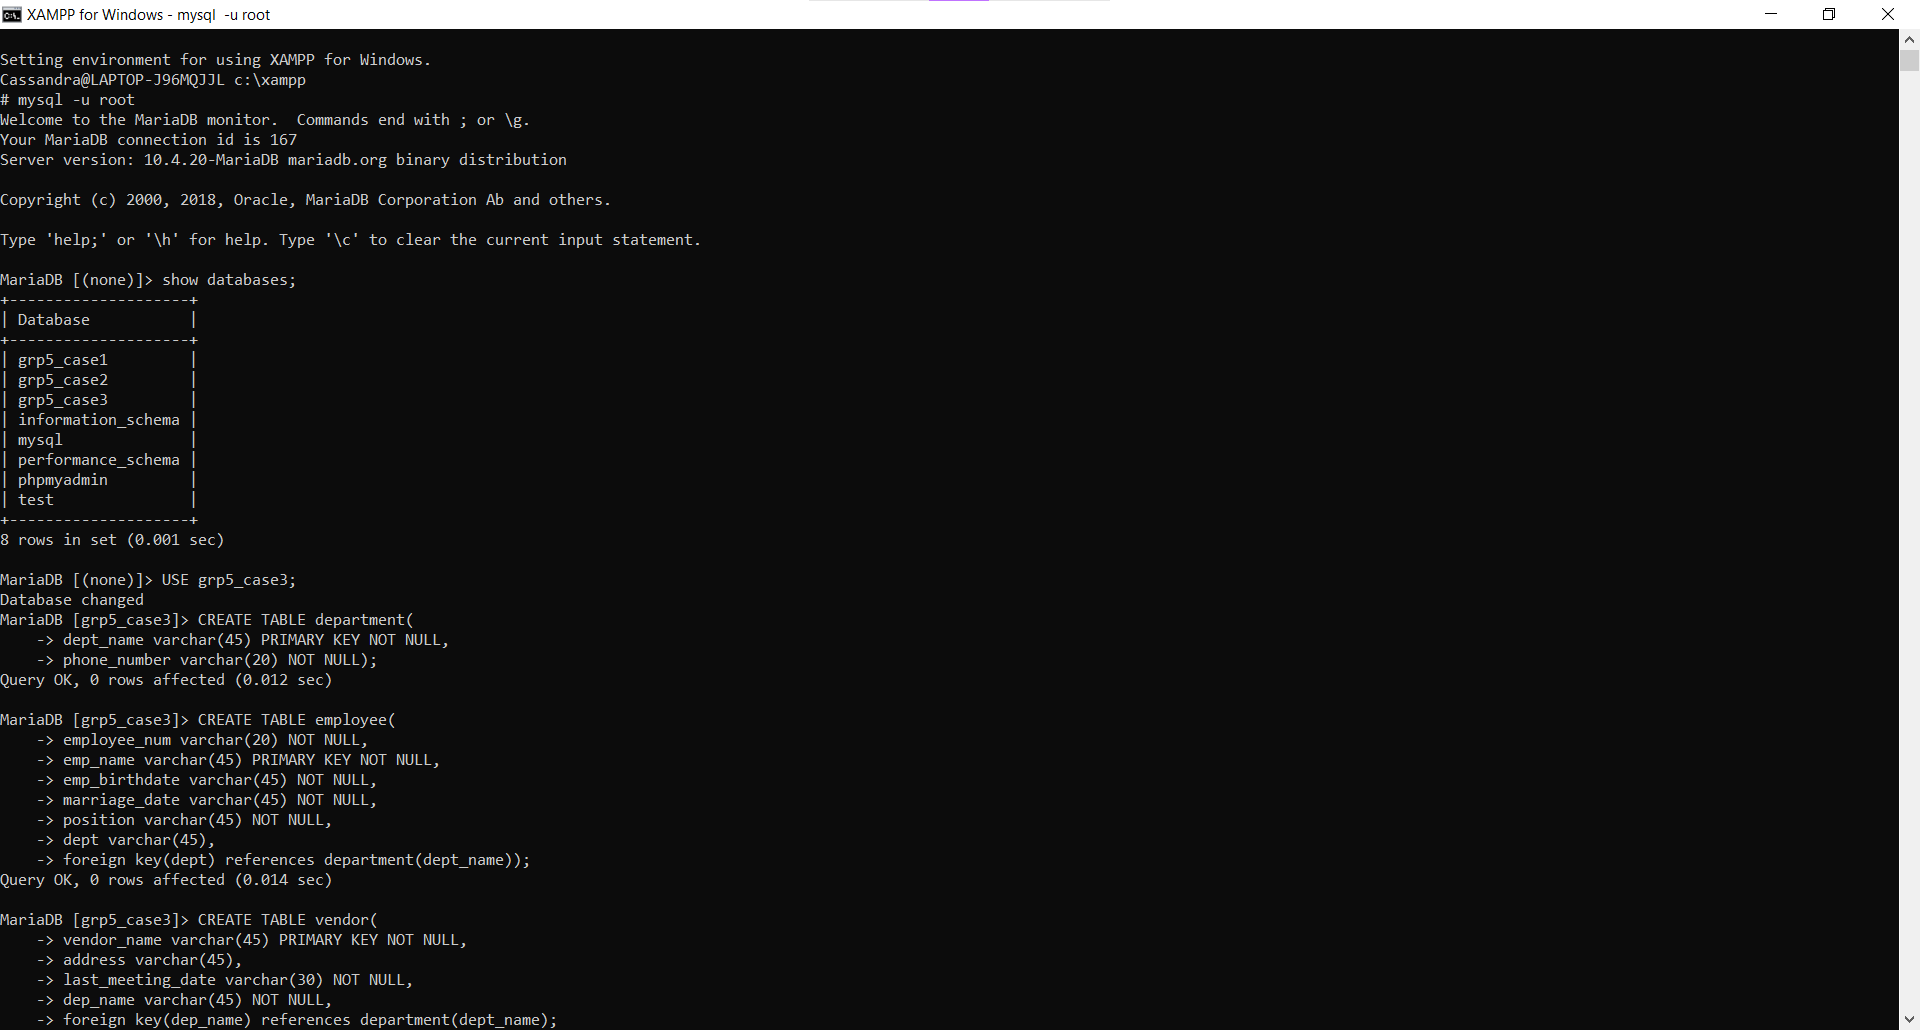 XAMPP for Windows - mysql  -u root
Setting environment for using XAMPP for Windows.
Cassandra@LAPTOP-J96MQJJL c:\xampp
# mysql -u root
Welcome to the MariaDB monitor.  Commands end with ; or \g.
Your MariaDB connection id is 167
Server version: 10.4.20-MariaDB mariadb.org binary distribution

Copyright (c) 2000, 2018, Oracle, MariaDB Corporation Ab and others.

Type 'help;' or '\h' for help. Type '\c' to clear the current input statement.

MariaDB [(none)]> show databases;
+--------------------+
| Database           |
+--------------------+
| grp5_case1         |
| grp5_case2         |
| grp5_case3         |
| information_schema |
| mysql              |
| performance_schema |
| phpmyadmin         |
| test               |
+--------------------+
8 rows in set (0.001 sec)

MariaDB [(none)]> USE grp5_case3;
Database changed
MariaDB [grp5_case3]> CREATE TABLE department(
    -> dept_name varchar(45) PRIMARY KEY NOT NULL,
    -> phone_number varchar(20) NOT NULL);
Query OK, 0 rows affected (0.012 sec)

MariaDB [grp5_case3]> CREATE TABLE employee(
    -> employee_num varchar(20) NOT NULL,
    -> emp_name varchar(45) PRIMARY KEY NOT NULL,
    -> emp_birthdate varchar(45) NOT NULL,
    -> marriage_date varchar(45) NOT NULL,
    -> position varchar(45) NOT NULL,
    -> dept varchar(45),
    -> foreign key(dept) references department(dept_name));
Query OK, 0 rows affected (0.014 sec)

MariaDB [grp5_case3]> CREATE TABLE vendor(
    -> vendor_name varchar(45) PRIMARY KEY NOT NULL,
    -> address varchar(45),
    -> last_meeting_date varchar(30) NOT NULL,
    -> dep_name varchar(45) NOT NULL,
    -> foreign key(dep_name) references department(dept_name);